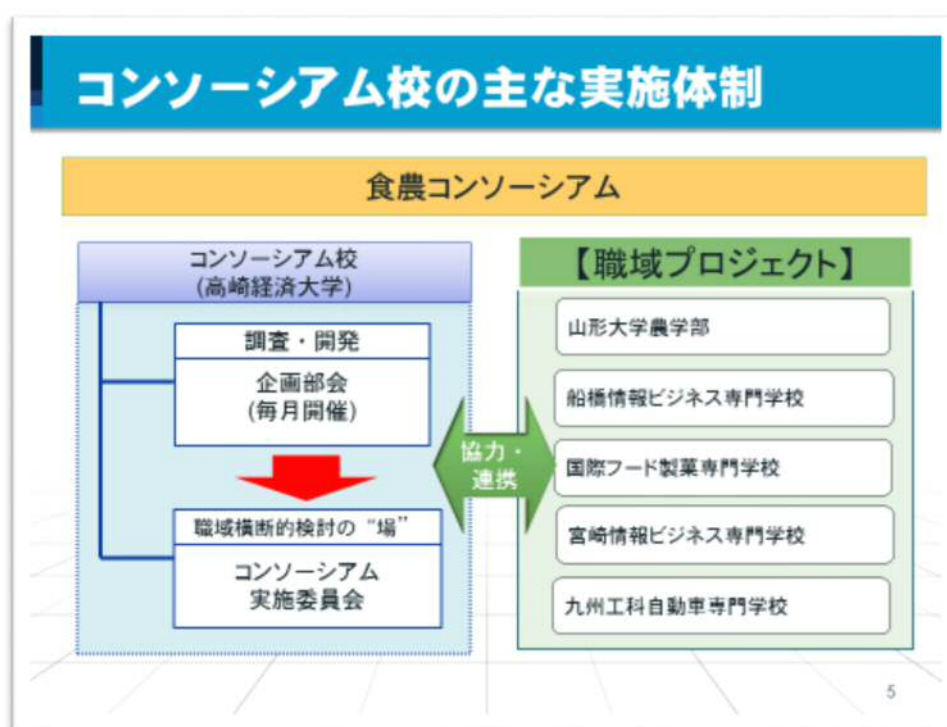 コンソーシアム校の主な実施体制
食農コンソーシアム
コンソーシアム校
(高崎経済大学)
調査・開発
企画部会
(毎月開催)
職域横断的検討の“場”
コンソーシアム
実施委員会
協力・
連携
【職域プロジェクト】
山形大学農学部
船橋情報ビジネス専門学校
国際フード製菓専門学校
宮崎情報ビジネス専門学校
九州工科自動車専門学校
5